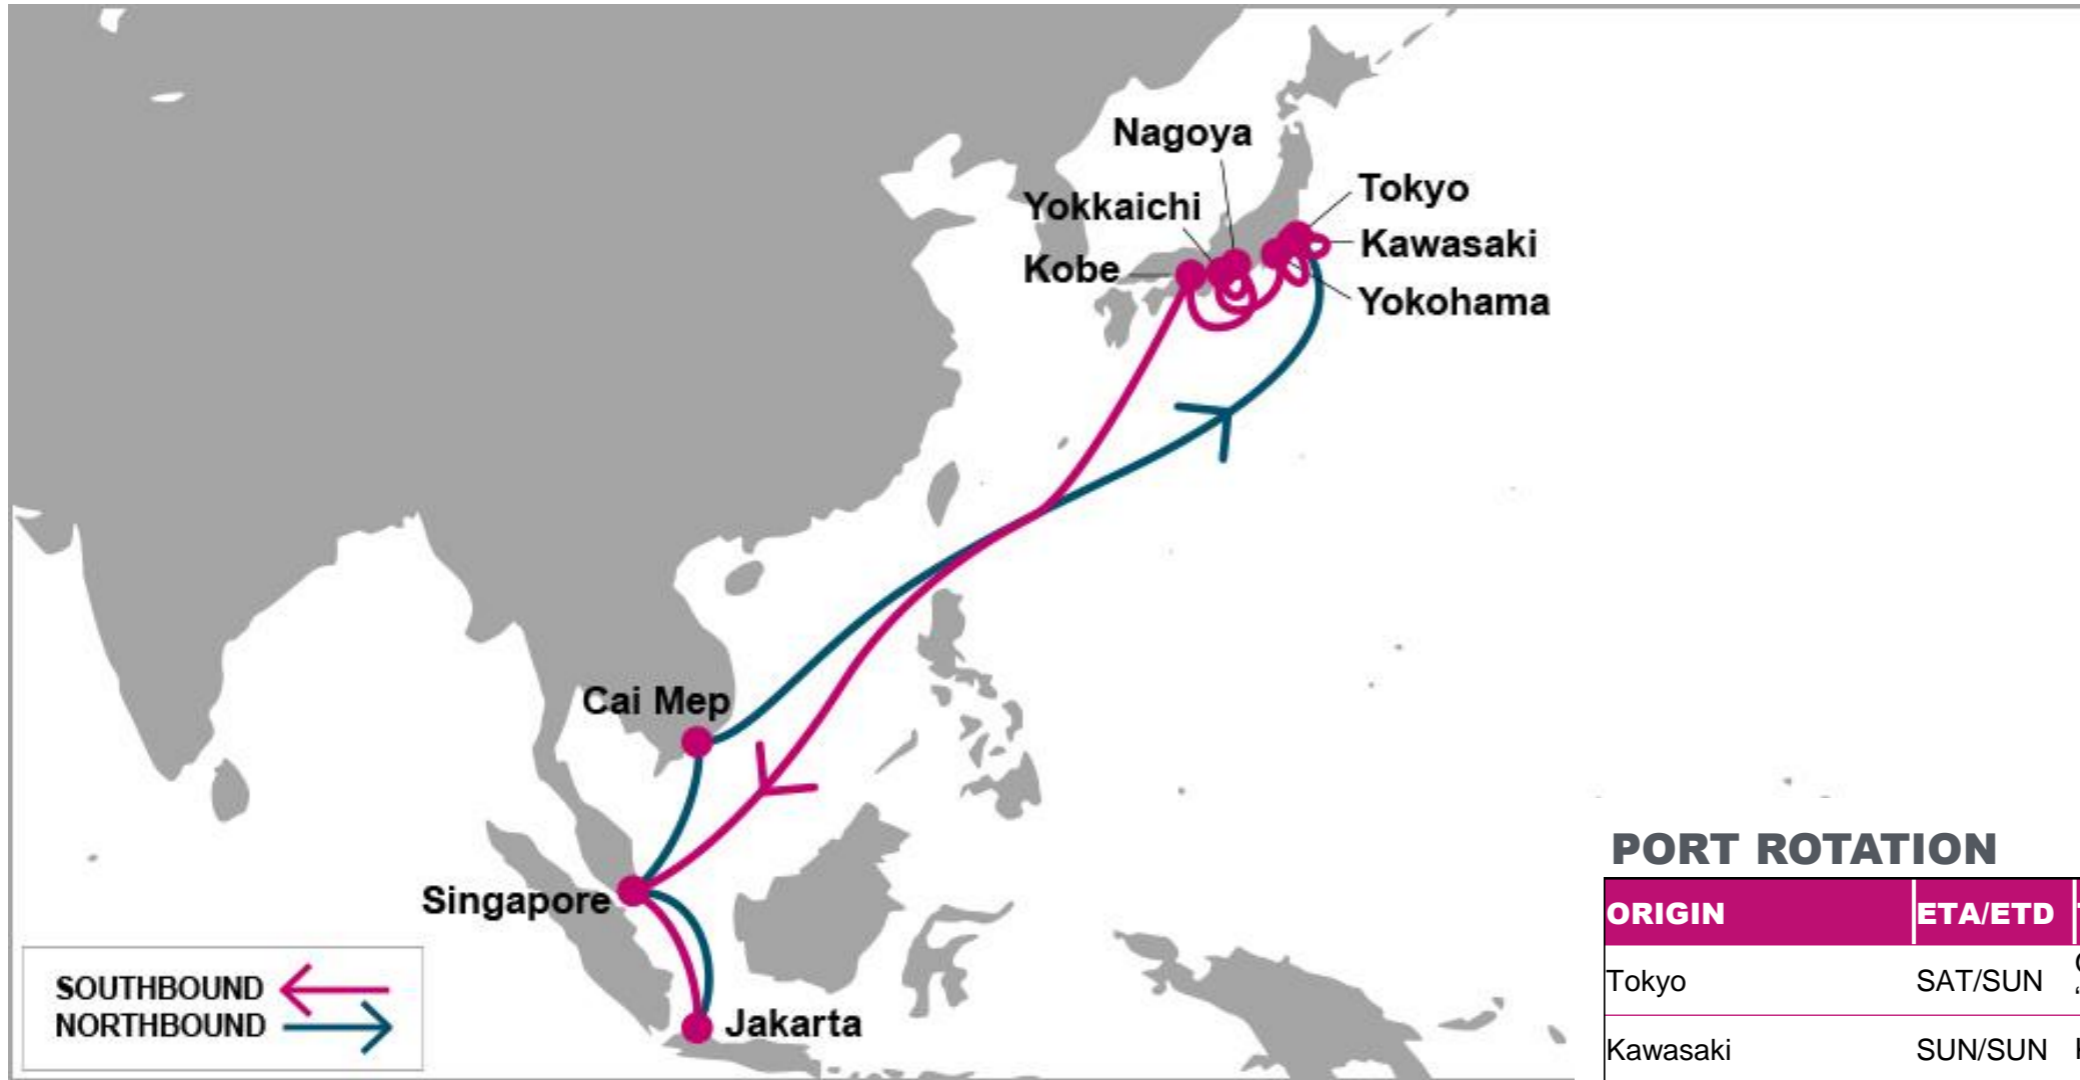 Nagoya
Tokyo
Yokkaichi
Kawasaki
Kobe
Yokohama
Cai Mep
Singapore
Jakarta
SOUTHBOUND
NORTHBOUND
PORT ROTATION
ORIGIN ETA/ETD
Tokyo SAT/SUN
Kawasaki SUN/SUN